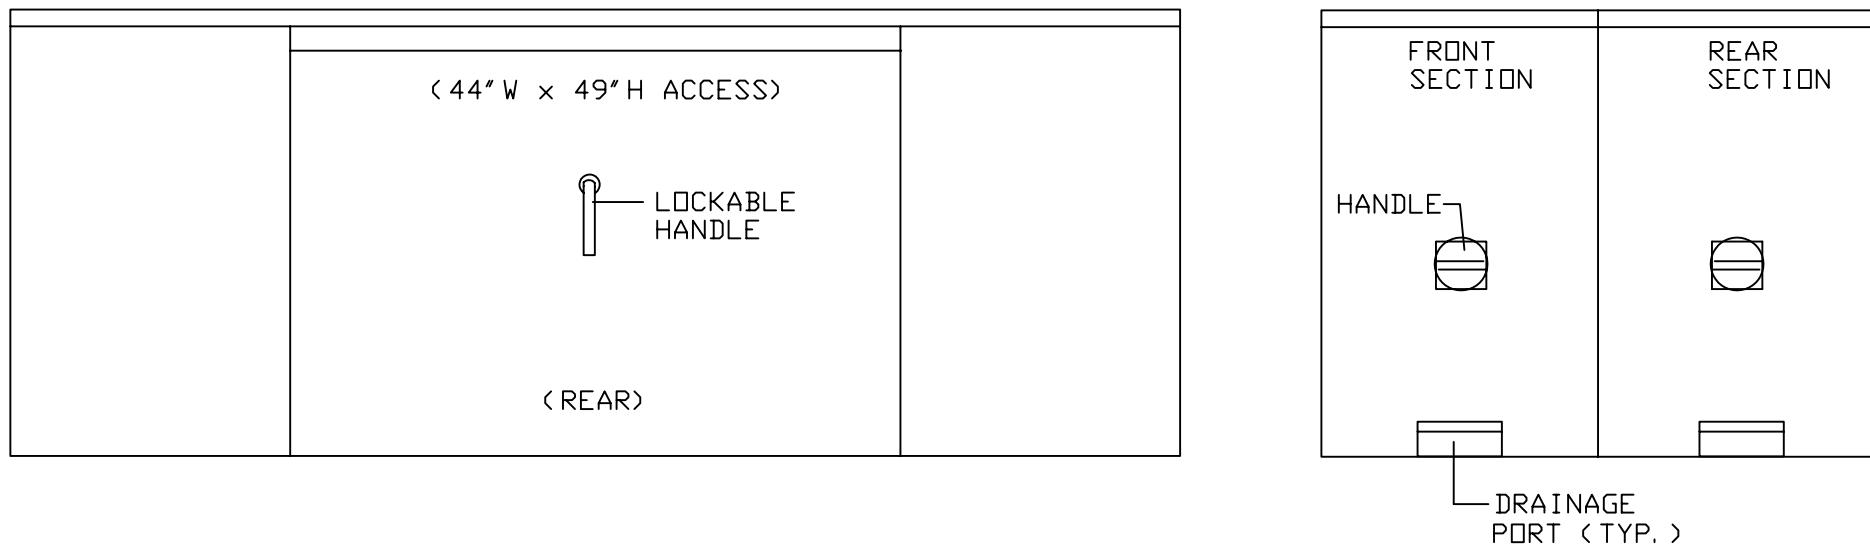 (44"W x 49"H ACCESS)
LOCKABLE
HANDLE
(REAR)
FRONT
SECTION
REAR
SECTION
HANDLE
DRAINAGE
PORT (TYP.)